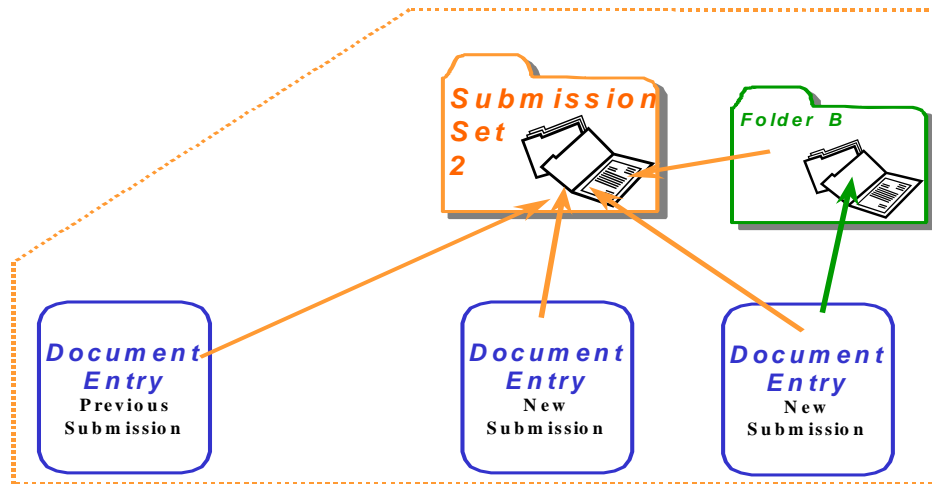 Submission
Set
2
Folder B
Document
Entry
Previous
Submission
Document
Entry
New
Submission
Document
Entry
New
Submission